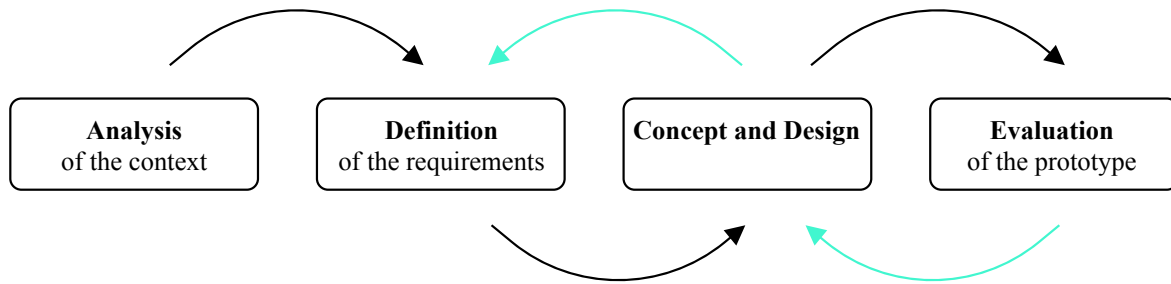 Analysis
of the context
Definition
of the requirements
Concept and Design
Evaluation
of the prototype